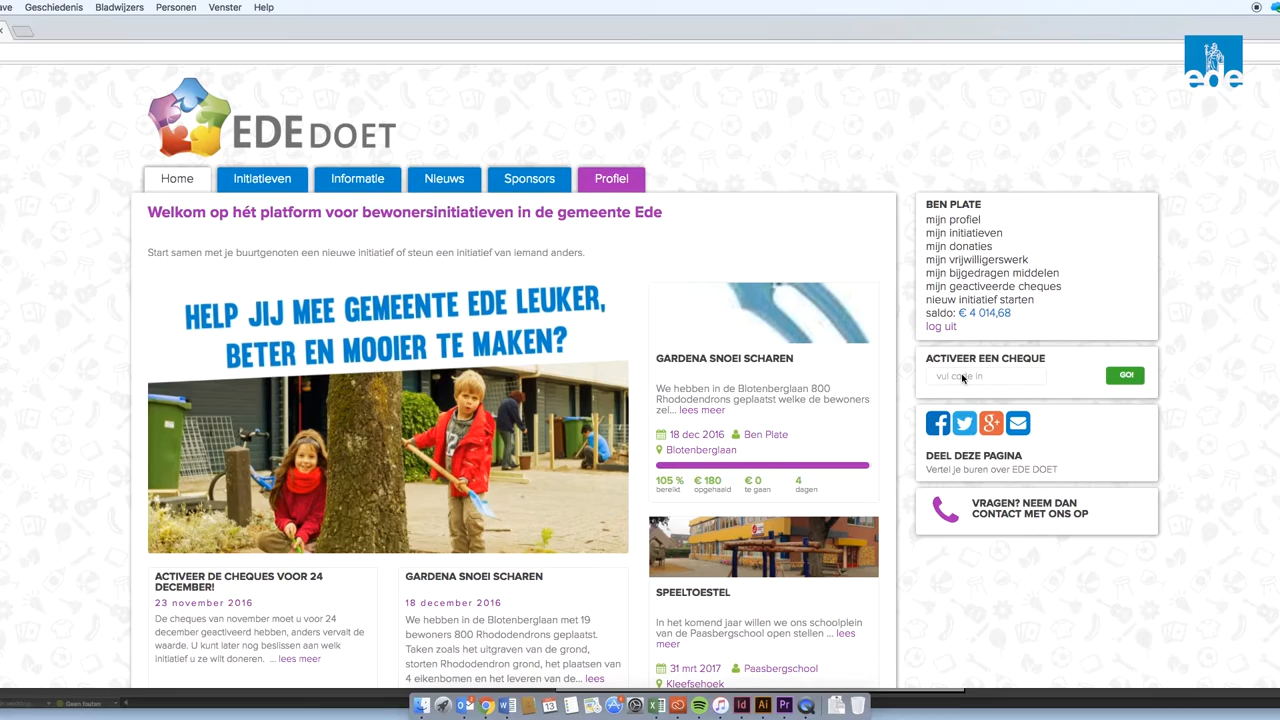 ave Geschiedenis Bladwijzers Personen Venster Help
ede
EDE DOET
Home Initiatieven Informatie Nieuws Sponsors Profiel
Welkom op hét platform voor bewonersinitiatieven in de gemeente Ede
Start samen met je buurtgenoten een nieuwe initiatief of steun een initiatief van iemand anders.
HELP JIJ MEE GEMEENTE EDE LEUKER,
BETER EN MOOIER TE MAKEN?
ACTIVEER DE CHEQUES VOOR 24
DECEMBER!
23 november 2016
De cheques van november moet u voor 24
december geactiveerd hebben, anders vervalt de
waarde. U kunt later nog beslissen aan welk
initiatief u ze wilt doneren. ... lees meer
GARDENA SNOEI SCHAREN
18 december 2016
We hebben in de Blotenberglaan met 19
bewoners 800 Rhododendrons geplaatst.
Taken zoals het uitgraven van de grond,
storten Rhododendron grond, het plaatsen van
4 eikenbomen en het leveren van de... lees
GARDENA SNOEI SCHAREN
We hebben in de Blotenberglaan 800
Rhododendrons geplaatst welke de bewoners
zel... lees meer
18 dec 2016 Ben Plate
Blotenberglaan
105 % € 180 € 0 4
bereikt opgehaald te gaan dagen
SPEELTOESTEL
In het komend jaar willen we ons schoolplein
van de Paasbergschool open stellen ... lees
meer
31 mrt 2017 Paasbergschool
Kleefsehoek
BEN PLATE
mijn profiel
mijn initiatieven
mijn donaties
mijn vrijwilligerswerk
mijn bijgedragen middelen
mijn geactiveerde cheques
nieuw initiatief starten
saldo: € 4 014,68
log uit
ACTIVEER EEN CHEQUE
vul code in GO!
DEEL DEZE PAGINA
Vertel je buren over EDE DOET
VRAGEN? NEEM DAN
CONTACT MET ONS OP
Geen fouten